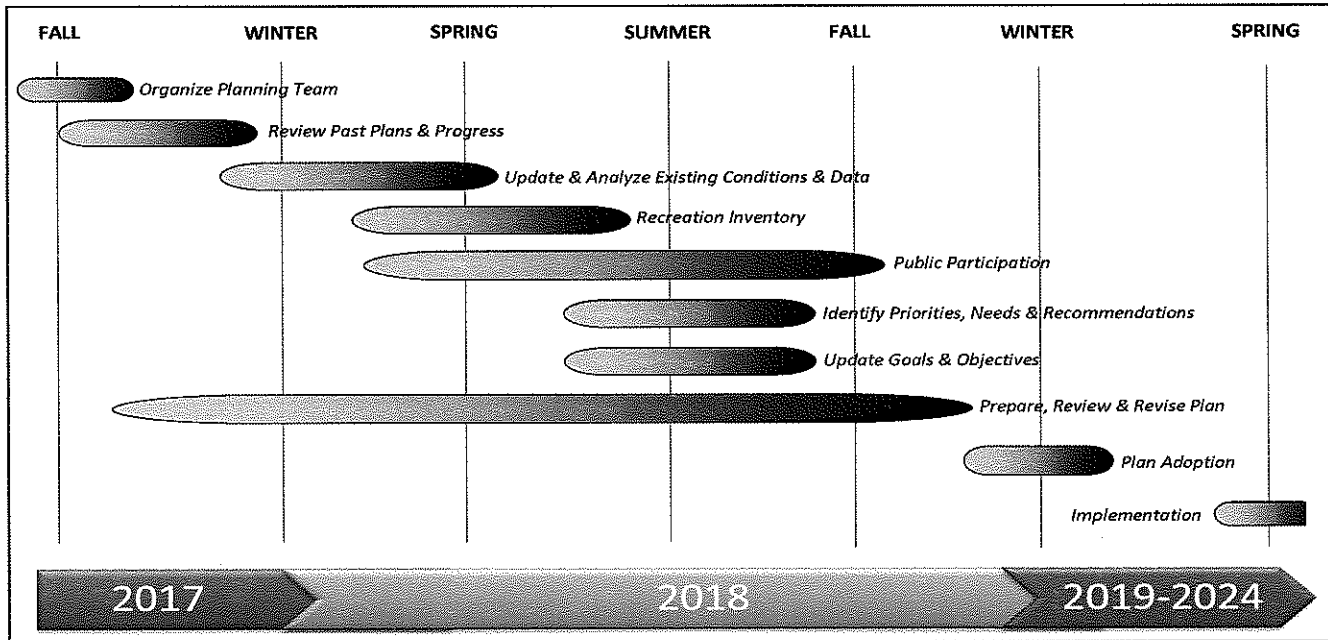 FALL WINTER SPRING SUMMER FALL WINTER SPRING
Organize Planning Team
Review Past Plans & Progress
Update & Analyze Existing Conditions & Data
Recreation Inventory
Public Participation
Identify Priorities, Needs & Recommendations
Update Goals & Objectives
Prepare, Review & Revise Plan
Plan Adoption
Implementation
2017 2018 2019-2024